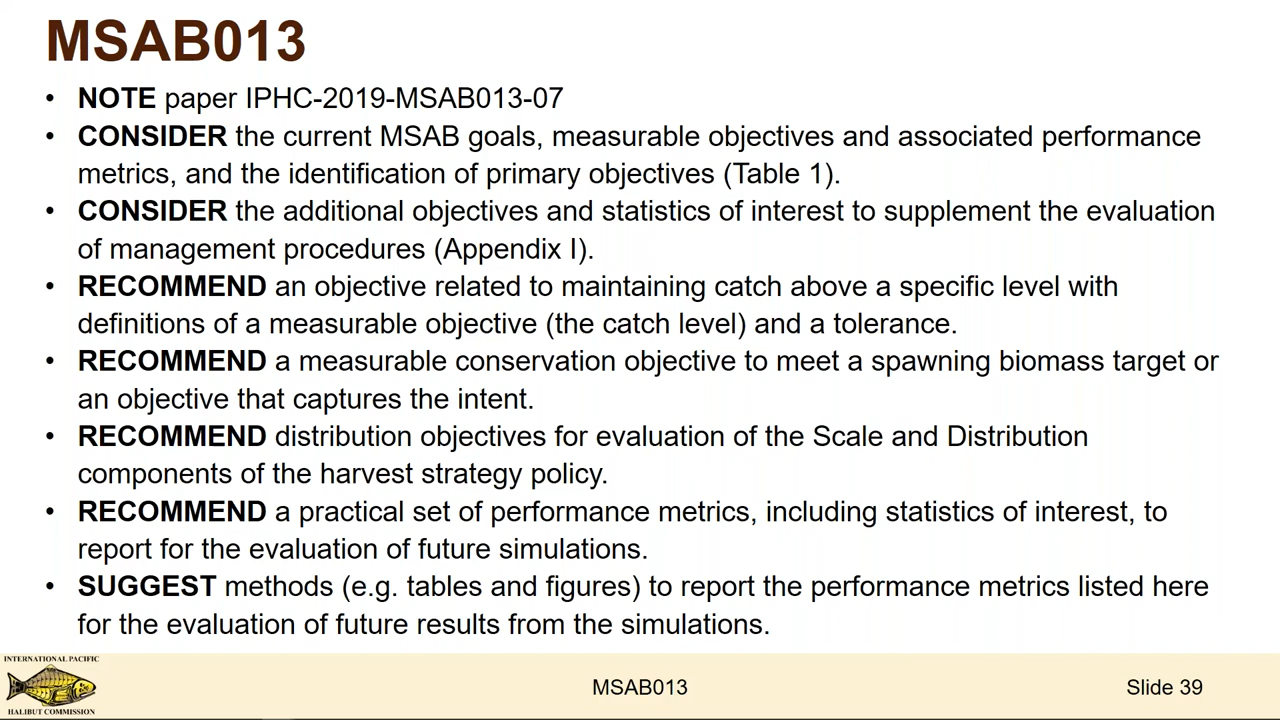 MSAB013
• NOTE paper IPHC-2019-MSAB013-07
• CONSIDER the current MSAB goals, measurable objectives and associated performance
metrics, and the identification of primary objectives (Table 1).
• CONSIDER the additional objectives and statistics of interest to supplement the evaluation
of management procedures (Appendix I).
• RECOMMEND an objective related to maintaining catch above a specific level with
definitions of a measurable objective (the catch level) and a tolerance.
• RECOMMEND a measurable conservation objective to meet a spawning biomass target or
an objective that captures the intent.
• RECOMMEND distribution objectives for evaluation of the Scale and Distribution
components of the harvest strategy policy.
• RECOMMEND a practical set of performance metrics, including statistics of interest, to
report for the evaluation of future simulations.
• SUGGEST methods (e.g. tables and figures) to report the performance metrics listed here
for the evaluation of future results from the simulations.
INTERNATIONAL PACIFIC
HALIBUT COMMISSION
MSAB013
Slide 39